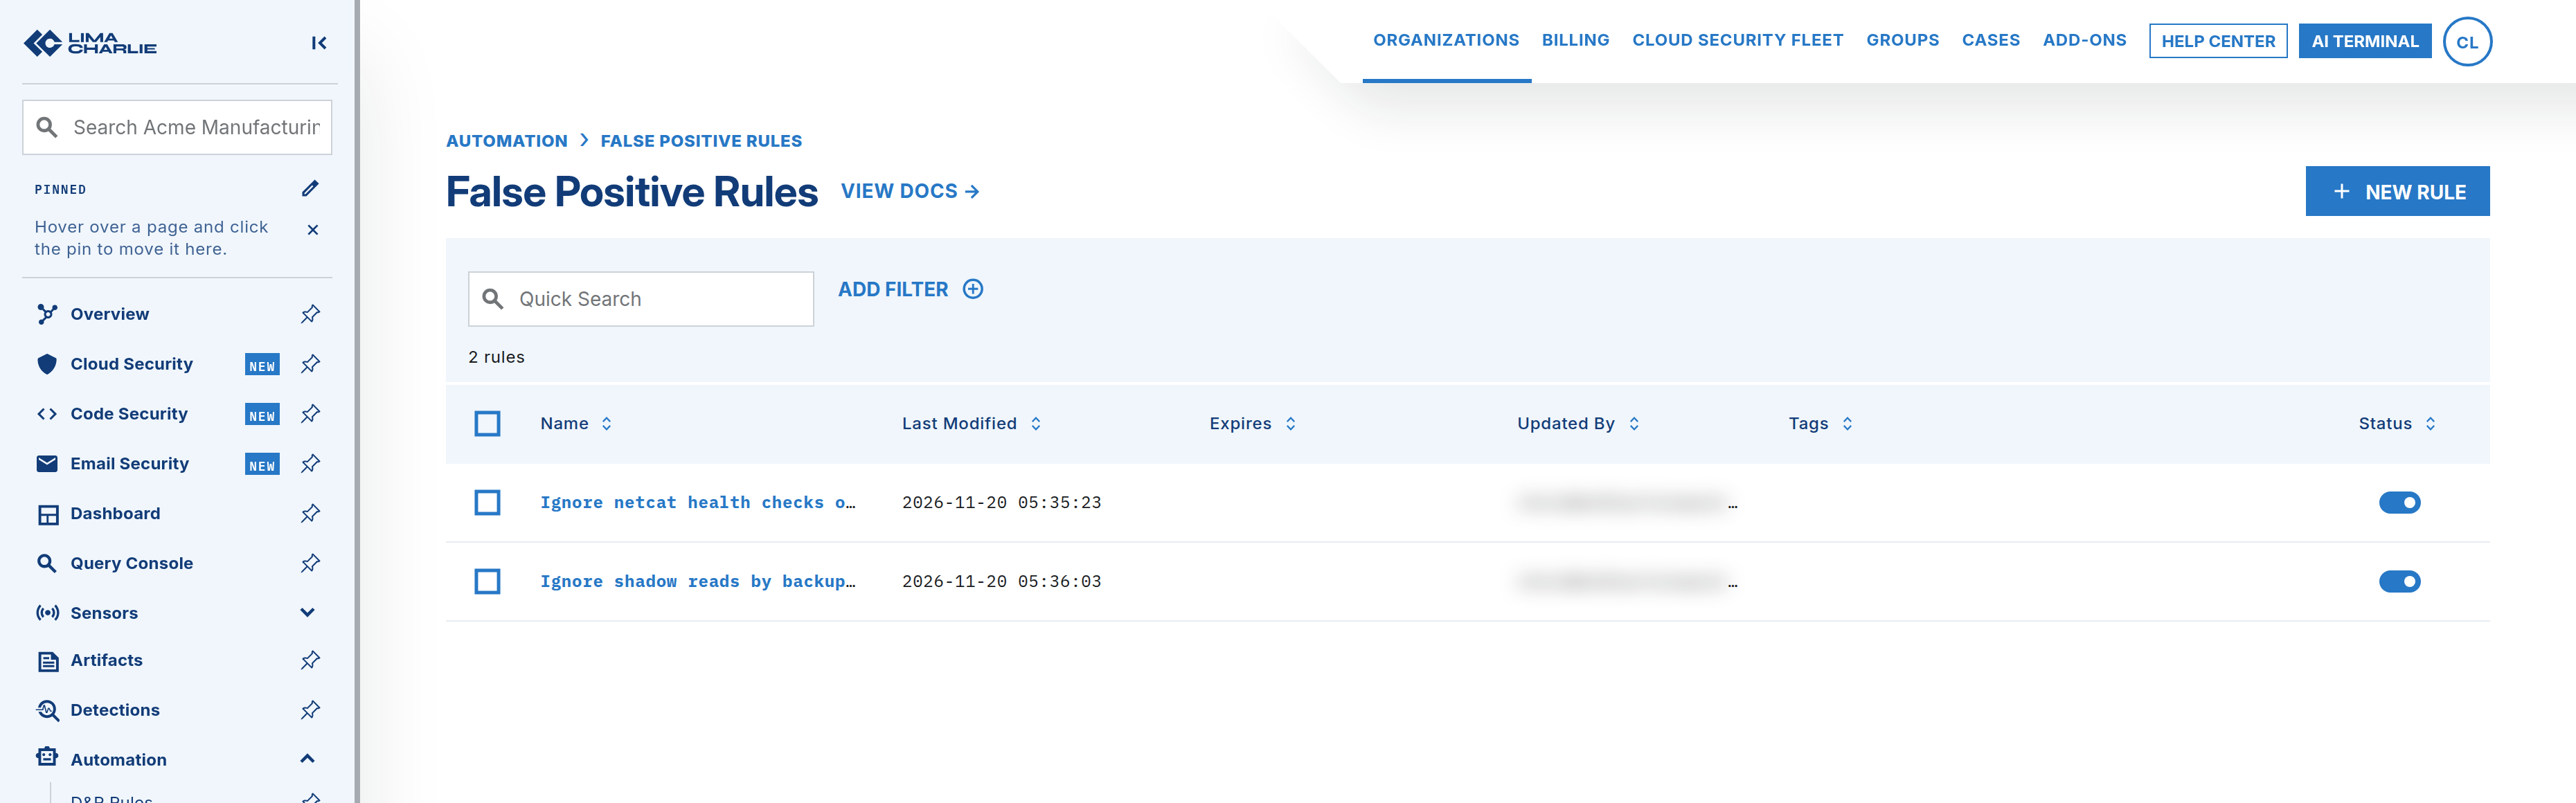 LIMA
CHARLIE
ORGANIZATIONS BILLING CLOUD SECURITY FLEET GROUPS CASES ADD-ONS HELP CENTER AI TERMINAL CL
Search Acme Manufacturin
PINNED
Hover over a page and click
the pin to move it here.
Overview
Cloud Security NEW
Code Security NEW
Email Security NEW
Dashboard
Query Console
Sensors
Artifacts
Detections
Automation
D&R Rules
AUTOMATION > FALSE POSITIVE RULES
False Positive Rules VIEW DOCS →
+ NEW RULE
Quick Search ADD FILTER
2 rules
Name Last Modified Expires Updated By Tags Status
Ignore netcat health checks o… 2026-11-20 05:35:23 …
Ignore shadow reads by backup… 2026-11-20 05:36:03 …